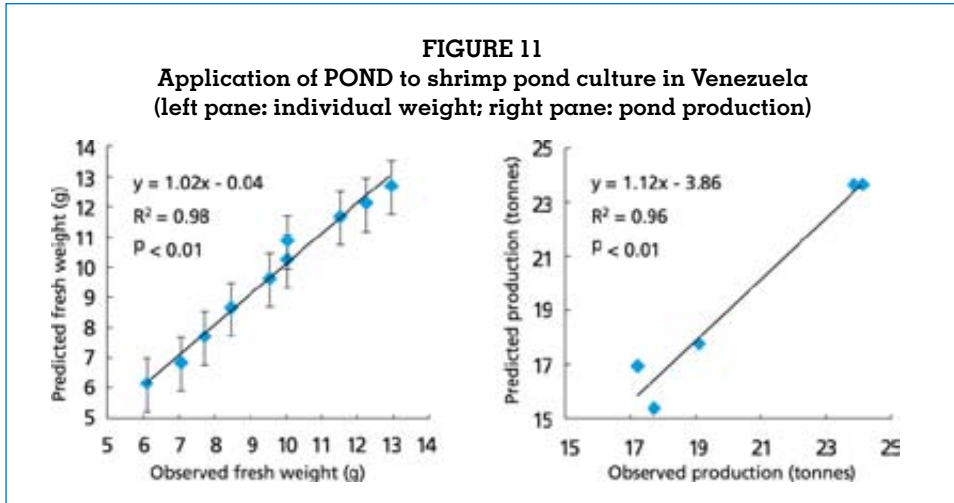 FIGURE 11
Application of POND to shrimp pond culture in Venezuela
(left pane: individual weight; right pane: pond production)
Predicted fresh weight (g)
14
13
12
11
10
9
8
7
6
5
y = 1.02x - 0.04
R² = 0.98
p < 0.01
5 6 7 8 9 10 11 12 13 14
Observed fresh weight (g)
Predicted production (tonnes)
25
23
21
19
17
15
y = 1.12x - 3.86
R² = 0.96
p < 0.01
15 17 19 21 23 25
Observed production (tonnes)